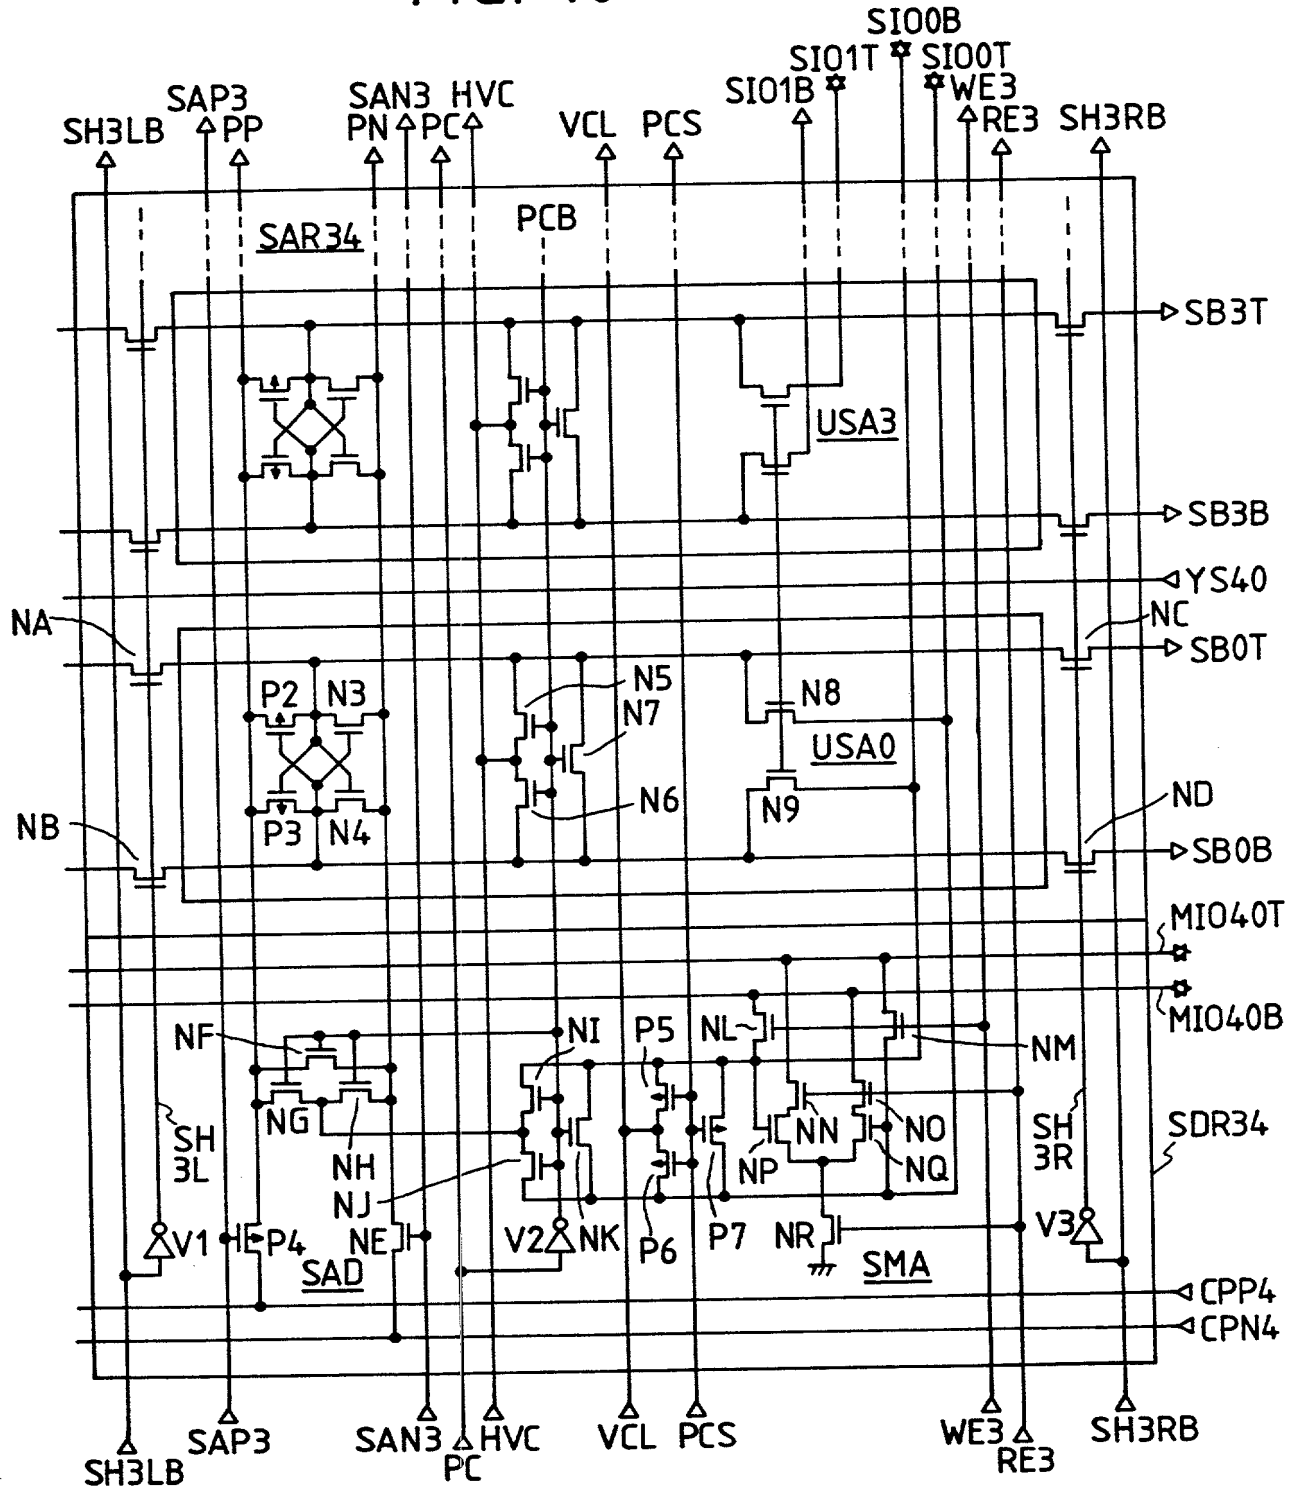 SIO0B
SIO1T
SIO0T
SAP3
SAN3
HVC
SIO1B
WE3
SH3LB
PP
PN
PC
VCL
PCS
RE3
SH3RB
SAR34
PCB
SB3T
USA3
SB3B
YS40
NA
NC
SB0T
P2
N3
N5
N7
N8
USA0
N6
N9
ND
NB
P3
N4
SB0B
MIO40T
MIO40B
NF
NI
P5
NL
NM
NG
SH
3L
NH
NJ
NP
NN
NO
NQ
SH
3R
SDR34
V1
P4
NE
SAD
V2
NK
P6
P7
NR
SMA
V3
CPP4
CPN4
SAP3
SAN3
HVC
VCL
PCS
WE3
SH3RB
SH3LB
PC
RE3